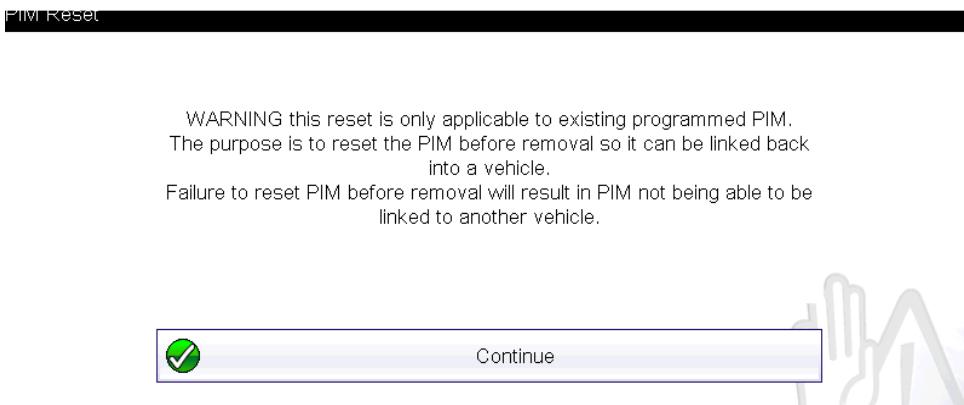 PIM Reset
WARNING this reset is only applicable to existing programmed PIM.
The purpose is to reset the PIM before removal so it can be linked back
into a vehicle.
Failure to reset PIM before removal will result in PIM not being able to be
linked to another vehicle.
Continue